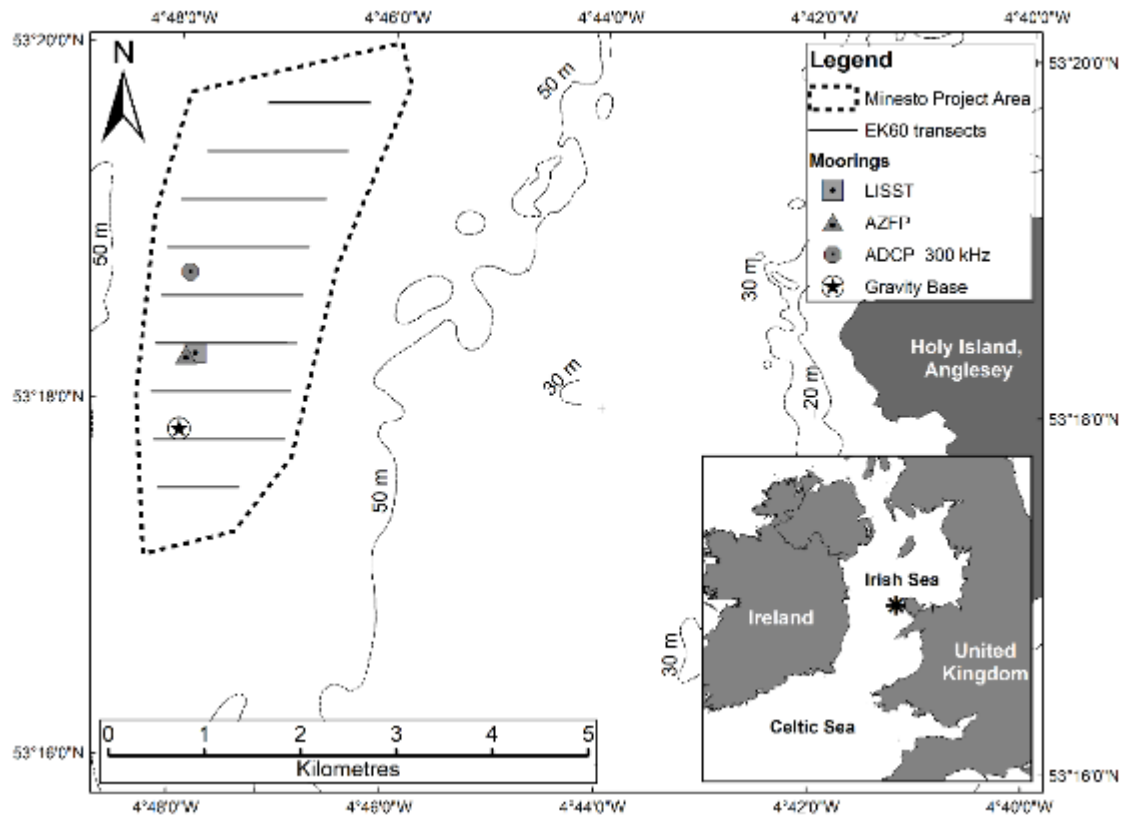 4°48'0"W 4°46'0"W 4°44'0"W 4°42'0"W 4°40'0"W
53°20'0"N
53°20'0"N
N
50 m
50 m
Legend
Minesto Project Area
EK60 transects
Moorings
LISST
AZFP
ADCP 300 kHz
Gravity Base
30 m
30 m
20 m
Holy Island,
Anglesey
53°18'0"N
53°18'0"N
50 m
30 m
Irish Sea
Ireland
United
Kingdom
Celtic Sea
0 1 2 3 4 5
Kilometres
53°16'0"N
53°16'0"N
4°48'0"W 4°46'0"W 4°44'0"W 4°42'0"W 4°40'0"W